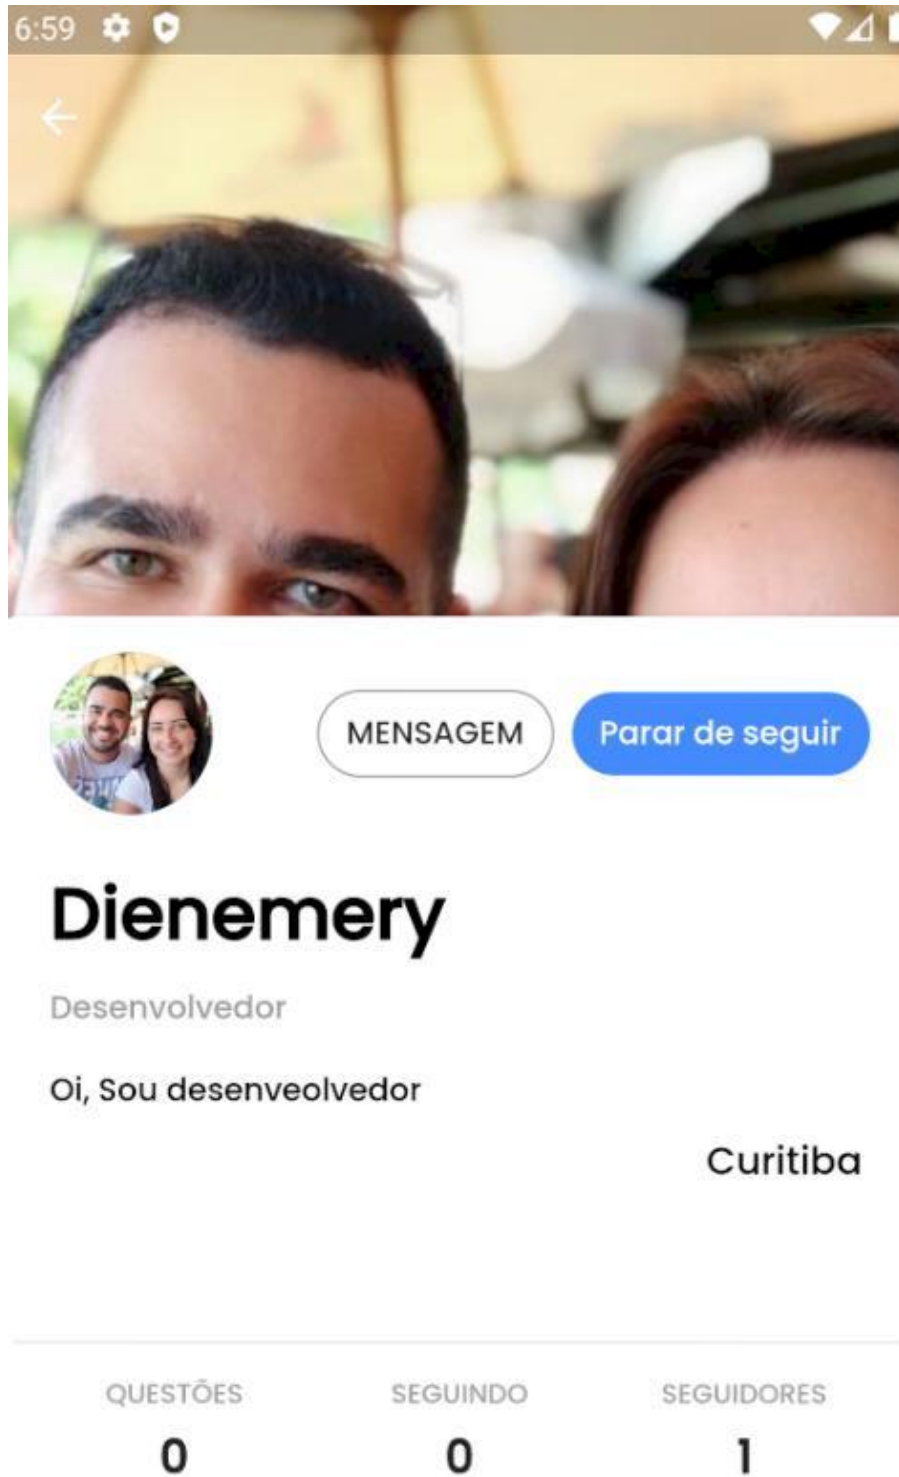 6:59
MENSAGEM
Parar de seguir
Dienemery
Desenvolvedor
Oi, Sou desenveolvedor
Curitiba
QUESTÕES SEGUINDO SEGUIDORES
0 0 1